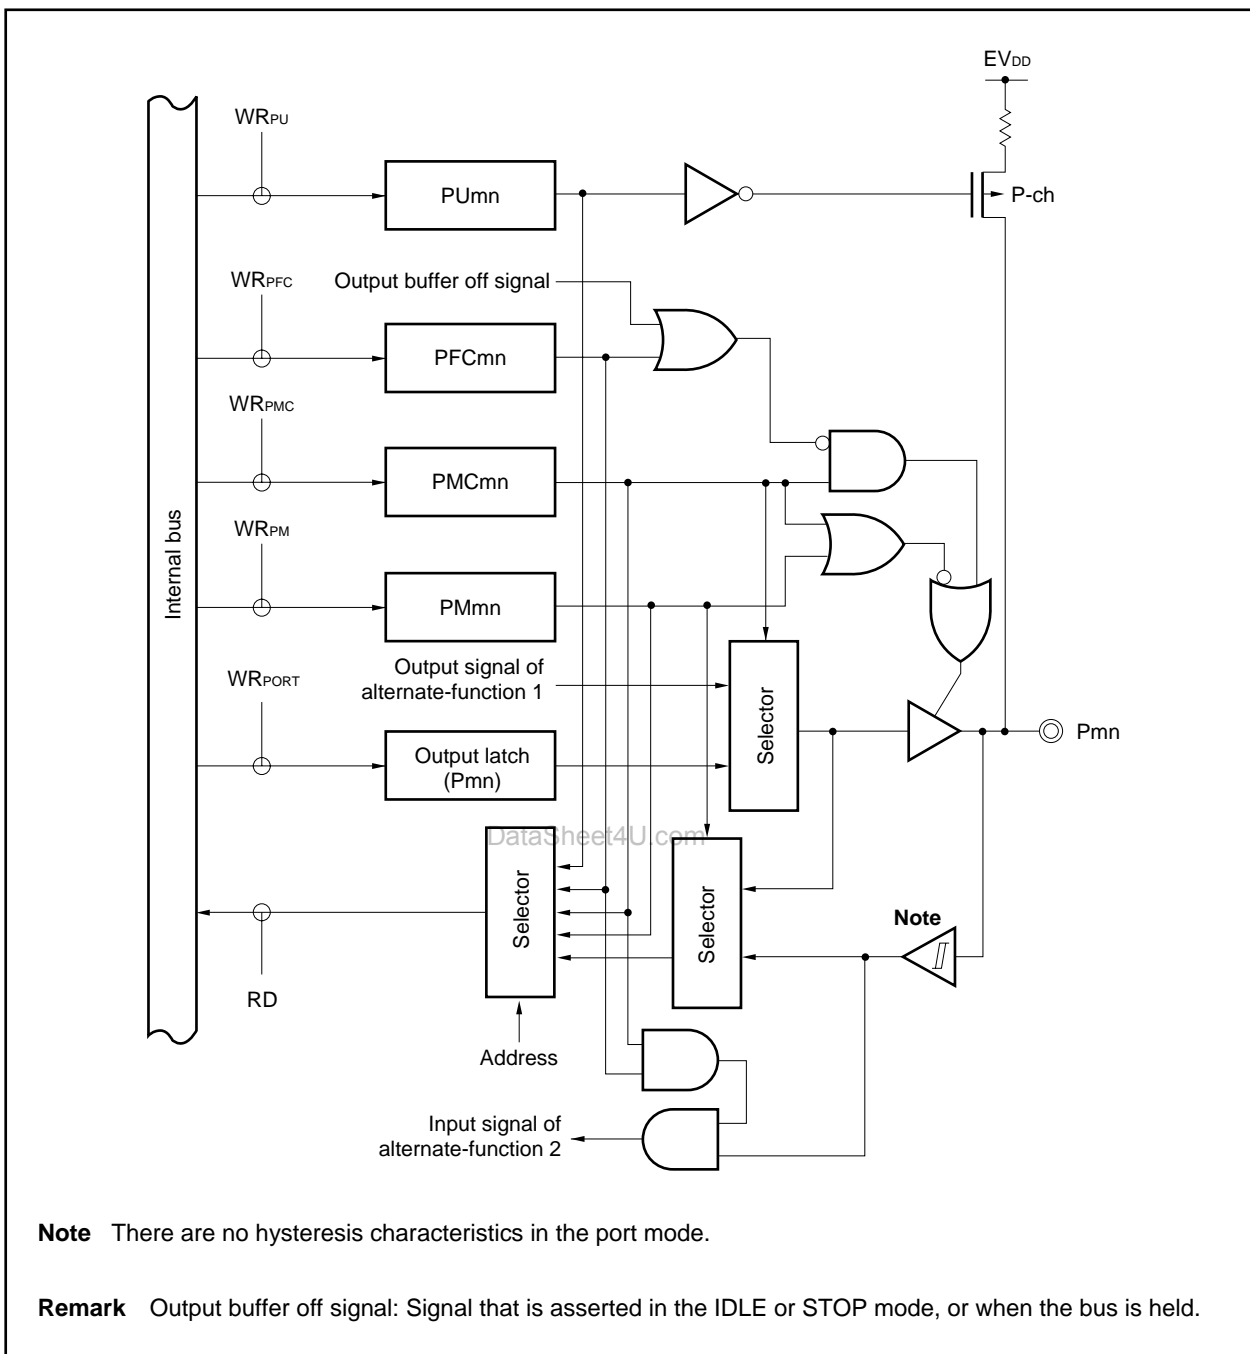 EVDD
WRPU
PUmn
P-ch
WRPFC
Output buffer off signal
PFCmn
WRPMC
PMCmn
WRPM
PMmn
Internal bus
Output signal of
alternate-function 1
WRPORT
Output latch
(Pmn)
Selector
Pmn
DataSheet4U.com
Selector
Selector
Note
RD
Address
Input signal of
alternate-function 2
Note There are no hysteresis characteristics in the port mode.
Remark Output buffer off signal: Signal that is asserted in the IDLE or STOP mode, or when the bus is held.